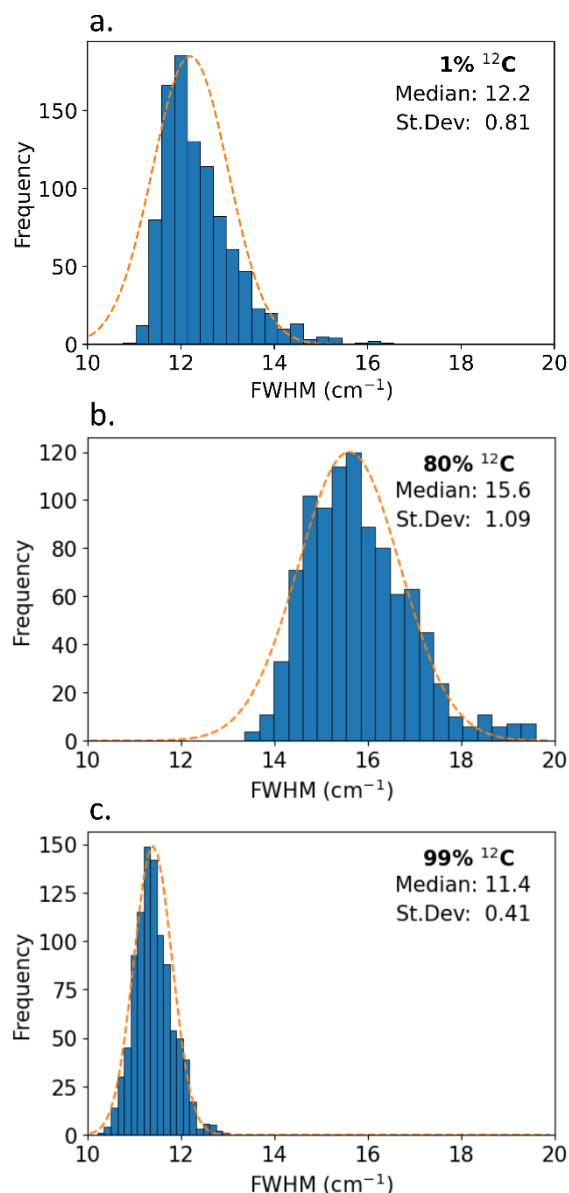 a.
1% ¹²C
Median: 12.2
St.Dev: 0.81
Frequency
150
100
50
0
10 12 14 16 18 20
FWHM (cm⁻¹)
b.
80% ¹²C
Median: 15.6
St.Dev: 1.09
Frequency
120
100
80
60
40
20
0
10 12 14 16 18 20
FWHM (cm⁻¹)
c.
99% ¹²C
Median: 11.4
St.Dev: 0.41
Frequency
150
125
100
75
50
25
0
10 12 14 16 18 20
FWHM (cm⁻¹)